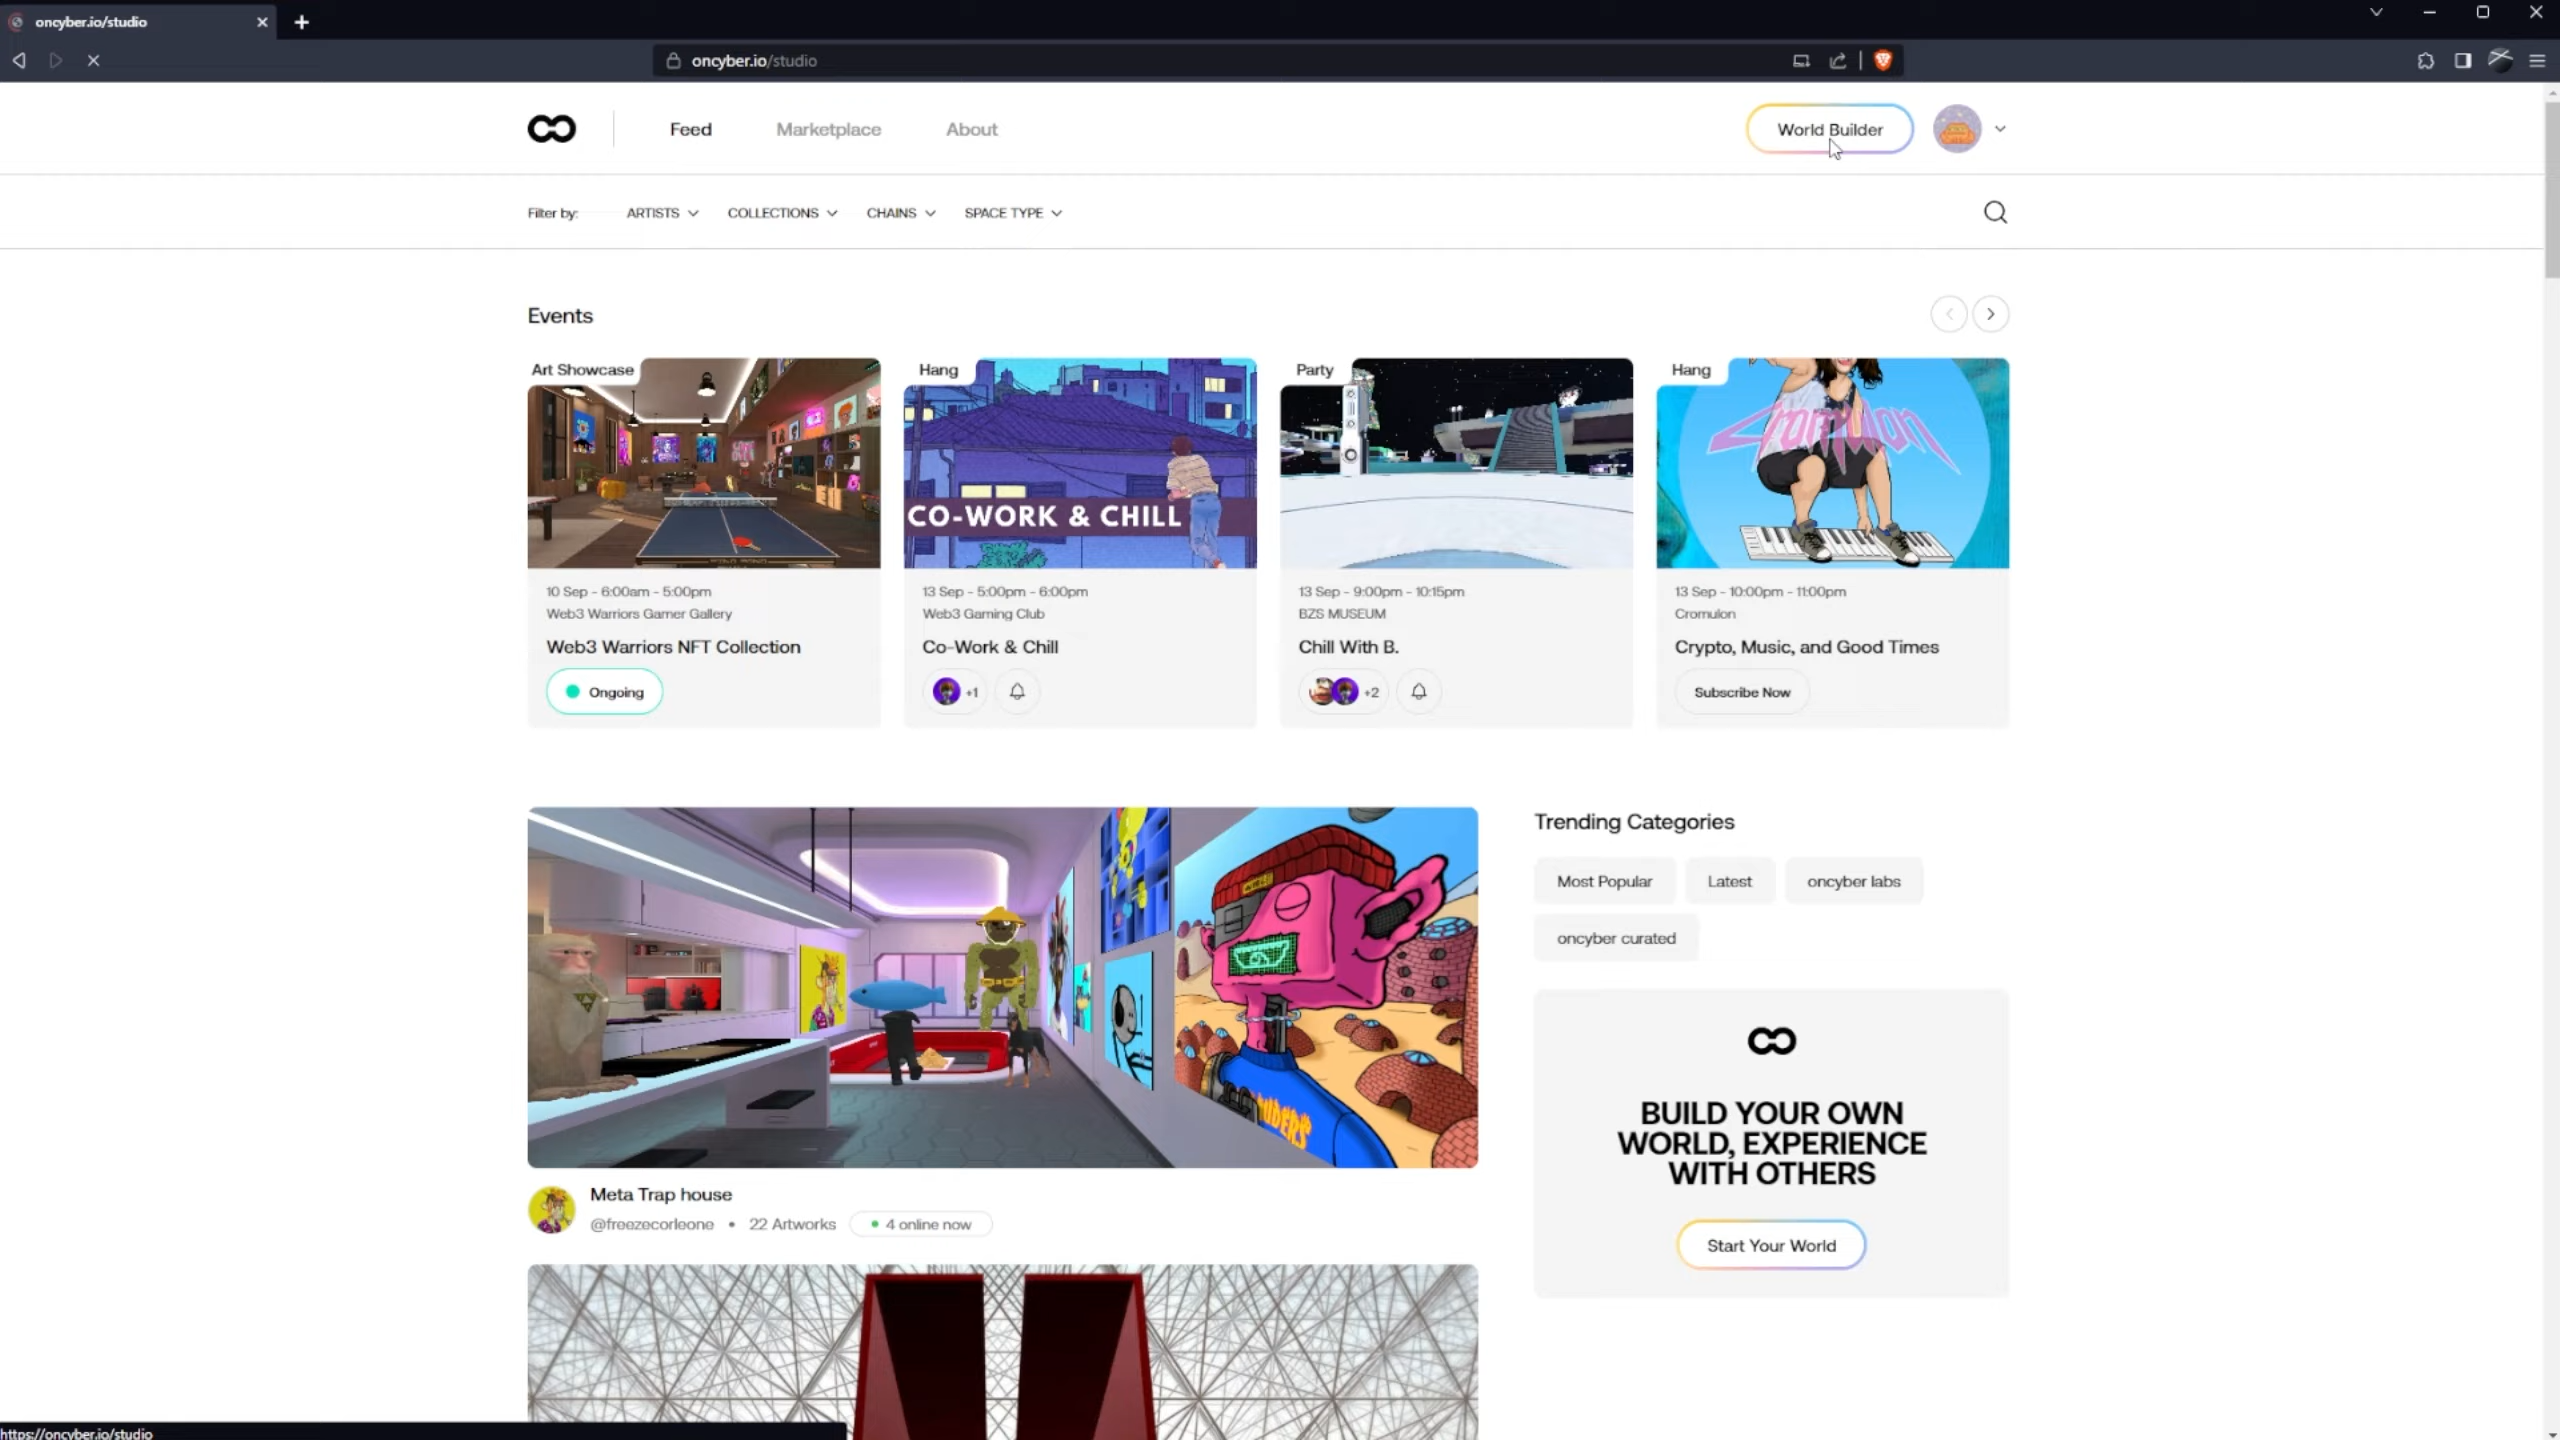 oncyber.io/studio
oncyber.io/studio
Feed
Marketplace
About
World Builder
Filter by:
ARTISTS
COLLECTIONS
CHAINS
SPACE TYPE
Events
Art Showcase
10 Sep - 6:00am - 5:00pm
Web3 Warriors Gamer Gallery
Web3 Warriors NFT Collection
Ongoing
Hang
CO-WORK & CHILL
13 Sep - 5:00pm - 6:00pm
Web3 Gaming Club
Co-Work & Chill
+1
Party
13 Sep - 9:00pm - 10:15pm
BZS MUSEUM
Chill With B.
+2
Hang
Cromulon
13 Sep - 10:00pm - 11:00pm
Cromulon
Crypto, Music, and Good Times
Subscribe Now
Meta Trap house
@freezecorleone • 22 Artworks
4 online now
Trending Categories
Most Popular
Latest
oncyber labs
oncyber curated
BUILD YOUR OWN
WORLD, EXPERIENCE
WITH OTHERS
Start Your World
https://oncyber.io/studio